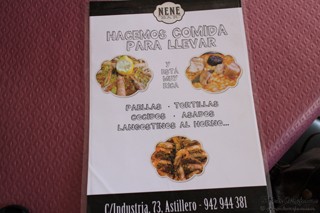 NENE
HACEMOS COMIDA
PARA LLEVAR
Y
ESTÁ
MUY
RICA
PAELLAS · TORTILLAS
COCIDOS · ASADOS
LANGOSTINOS AL HORNO...
C/Industria, 73, Astillero - 942 944 381